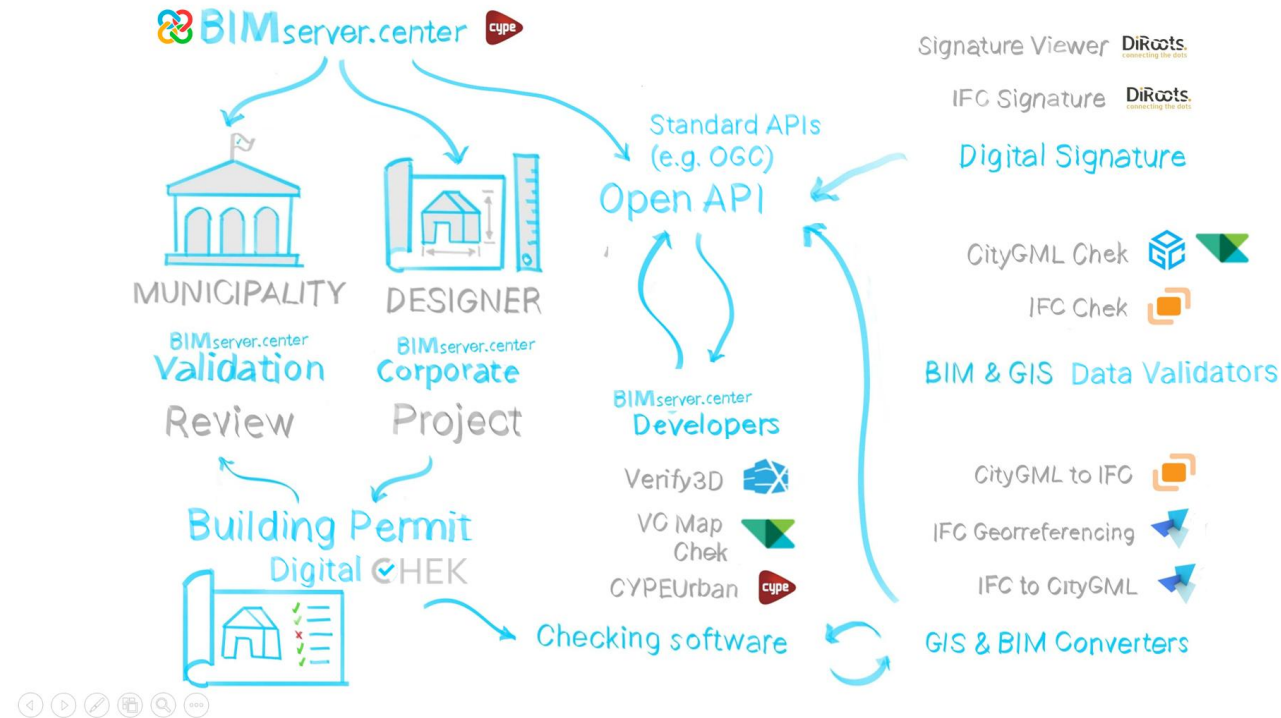 BIMserver.center cype
Standard APIs
(e.g. OGC)
Open API
MUNICIPALITY
DESIGNER
BIMserver.center
Validation
Review
BIMserver.center
Corporate
Project
Building Permit
Digital CHEK
BIMserver.center
Developers
Verify3D
VC Map
Chek
CYPEUrban cype
Checking software
Signature Viewer DiRoots.
connecting the dots
IFC Signature DiRoots.
connecting the dots
Digital Signature
CityGML Chek OGC
IFC Chek
BIM & GIS Data Validators
CityGML to IFC
IFC Georreferencing
IFC to CityGML
GIS & BIM Converters